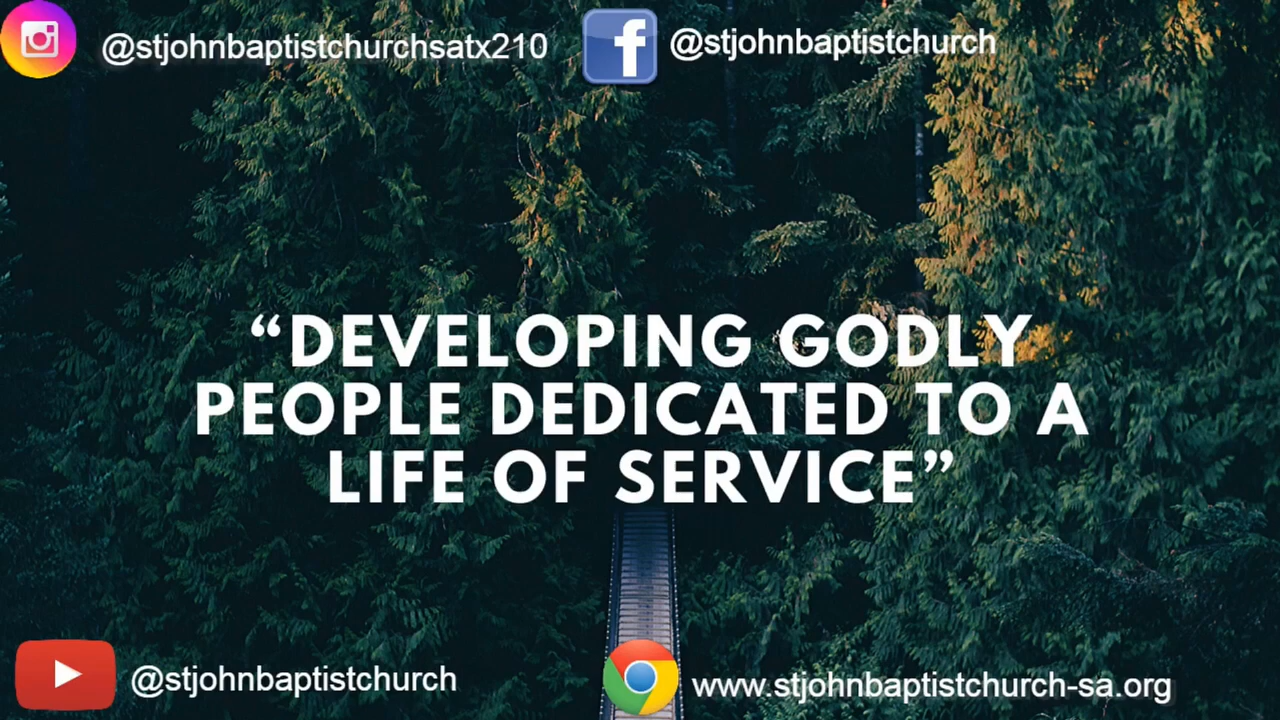 @stjohnbaptistchurchsatx210
@stjohnbaptistchurch
“DEVELOPING GODLY
PEOPLE DEDICATED TO A
LIFE OF SERVICE”
@stjohnbaptistchurch
www.stjohnbaptistchurch-sa.org